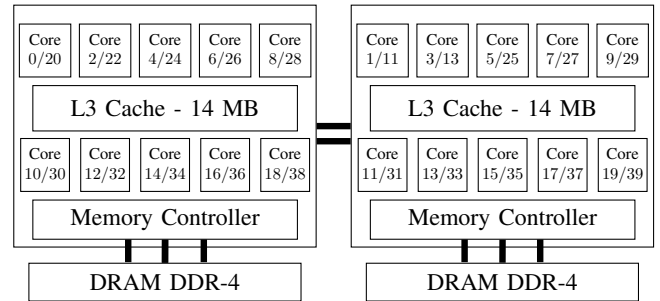 Core Core Core Core Core
0/20 2/22 4/24 6/26 8/28
L3 Cache - 14 MB
Core Core Core Core Core
10/30 12/32 14/34 16/36 18/38
Memory Controller
DRAM DDR-4
Core Core Core Core Core
1/11 3/13 5/25 7/27 9/29
L3 Cache - 14 MB
Core Core Core Core Core
11/31 13/33 15/35 17/37 19/39
Memory Controller
DRAM DDR-4